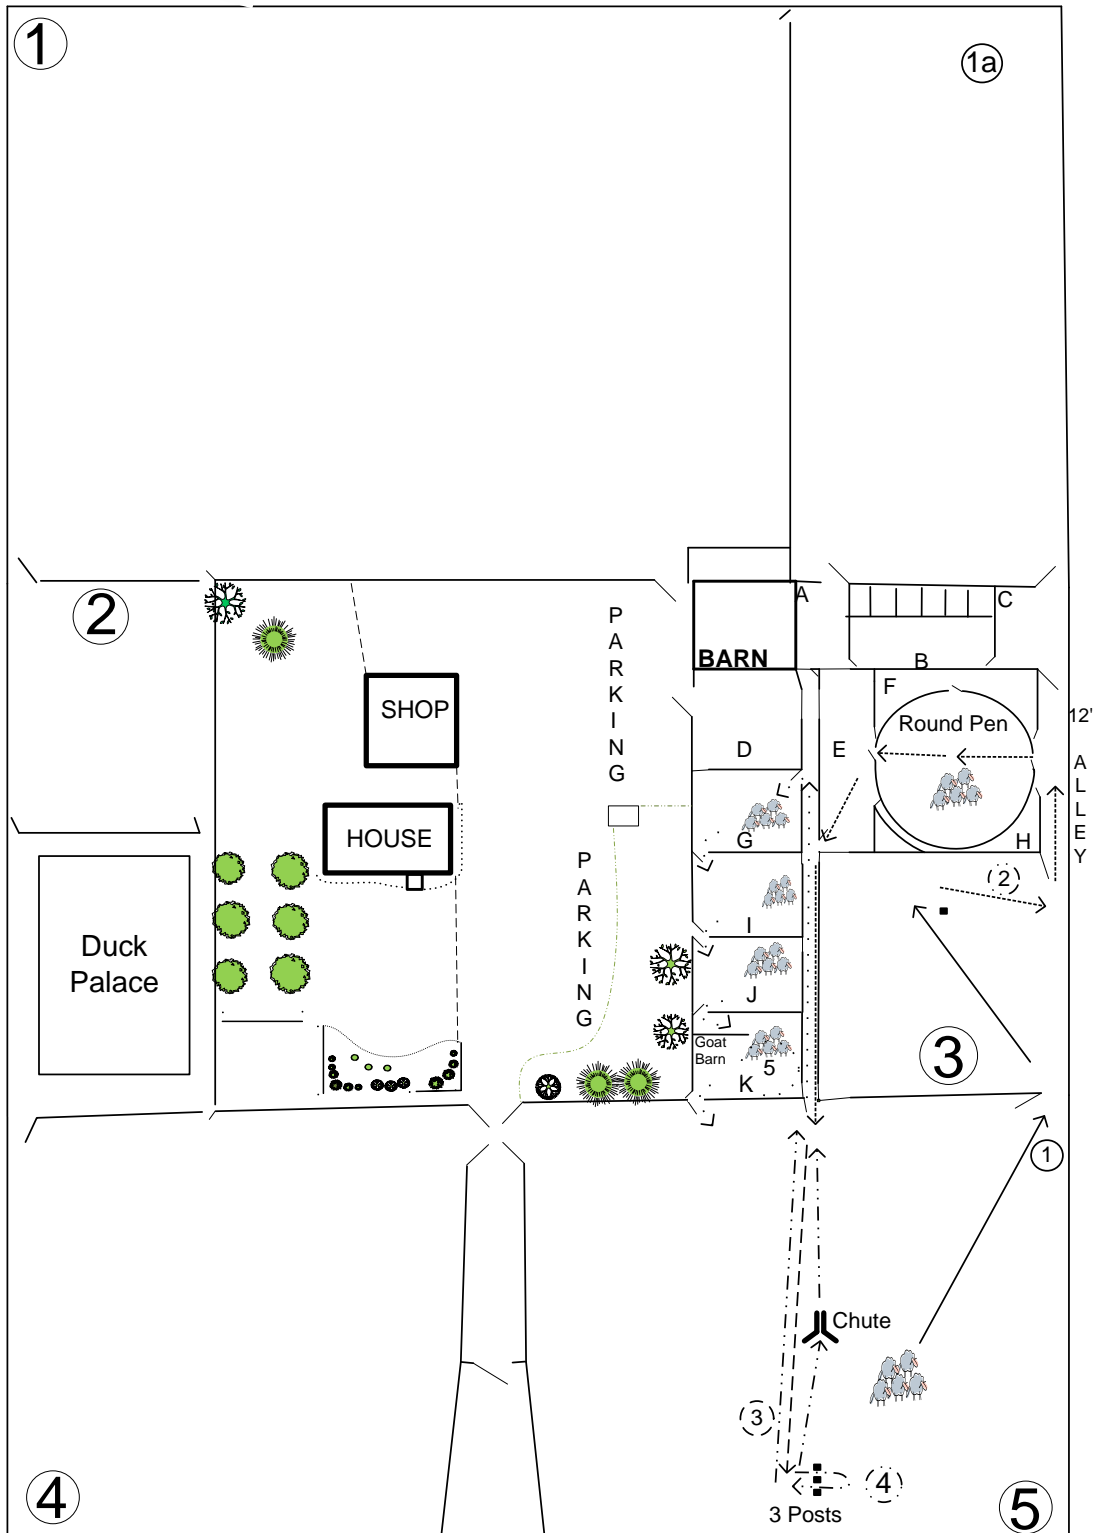 1
1a
2
PARKING
A
C
BARN
B
F
SHOP
Round Pen
12'
ALLEY
D
E
HOUSE
G
H
2
PARKING
I
Duck
Palace
J
Goat
Barn
5
K
3
1
Chute
3
4
4
3 Posts
5